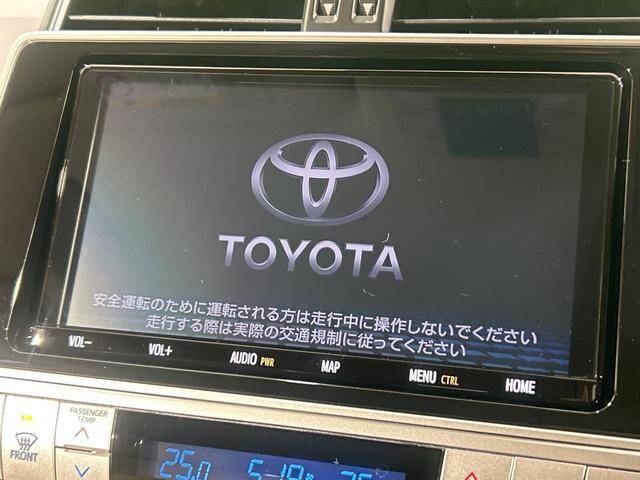 TOYOTA
安全運転のために運転される方は走行中に操作しないでください
走行する際は実際の交通規制に従ってください
VOL- VOL+ AUDIO PWR MAP MENU CTRL HOME
PASSENGER
TEMP
FRONT
25.0